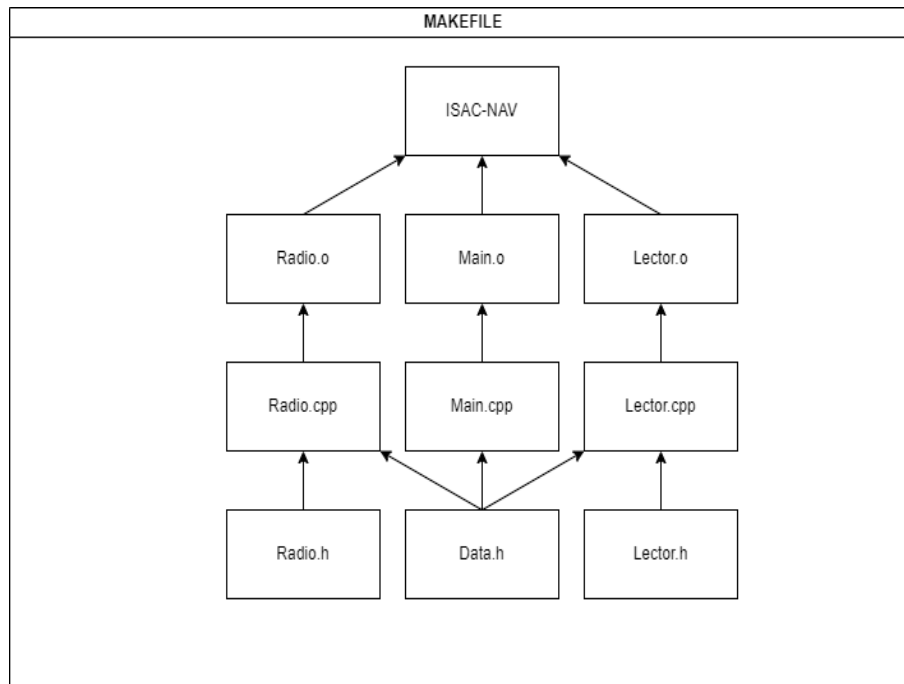 MAKEFILE
ISAC-NAV
Radio.o
Main.o
Lector.o
Radio.cpp
Main.cpp
Lector.cpp
Radio.h
Data.h
Lector.h